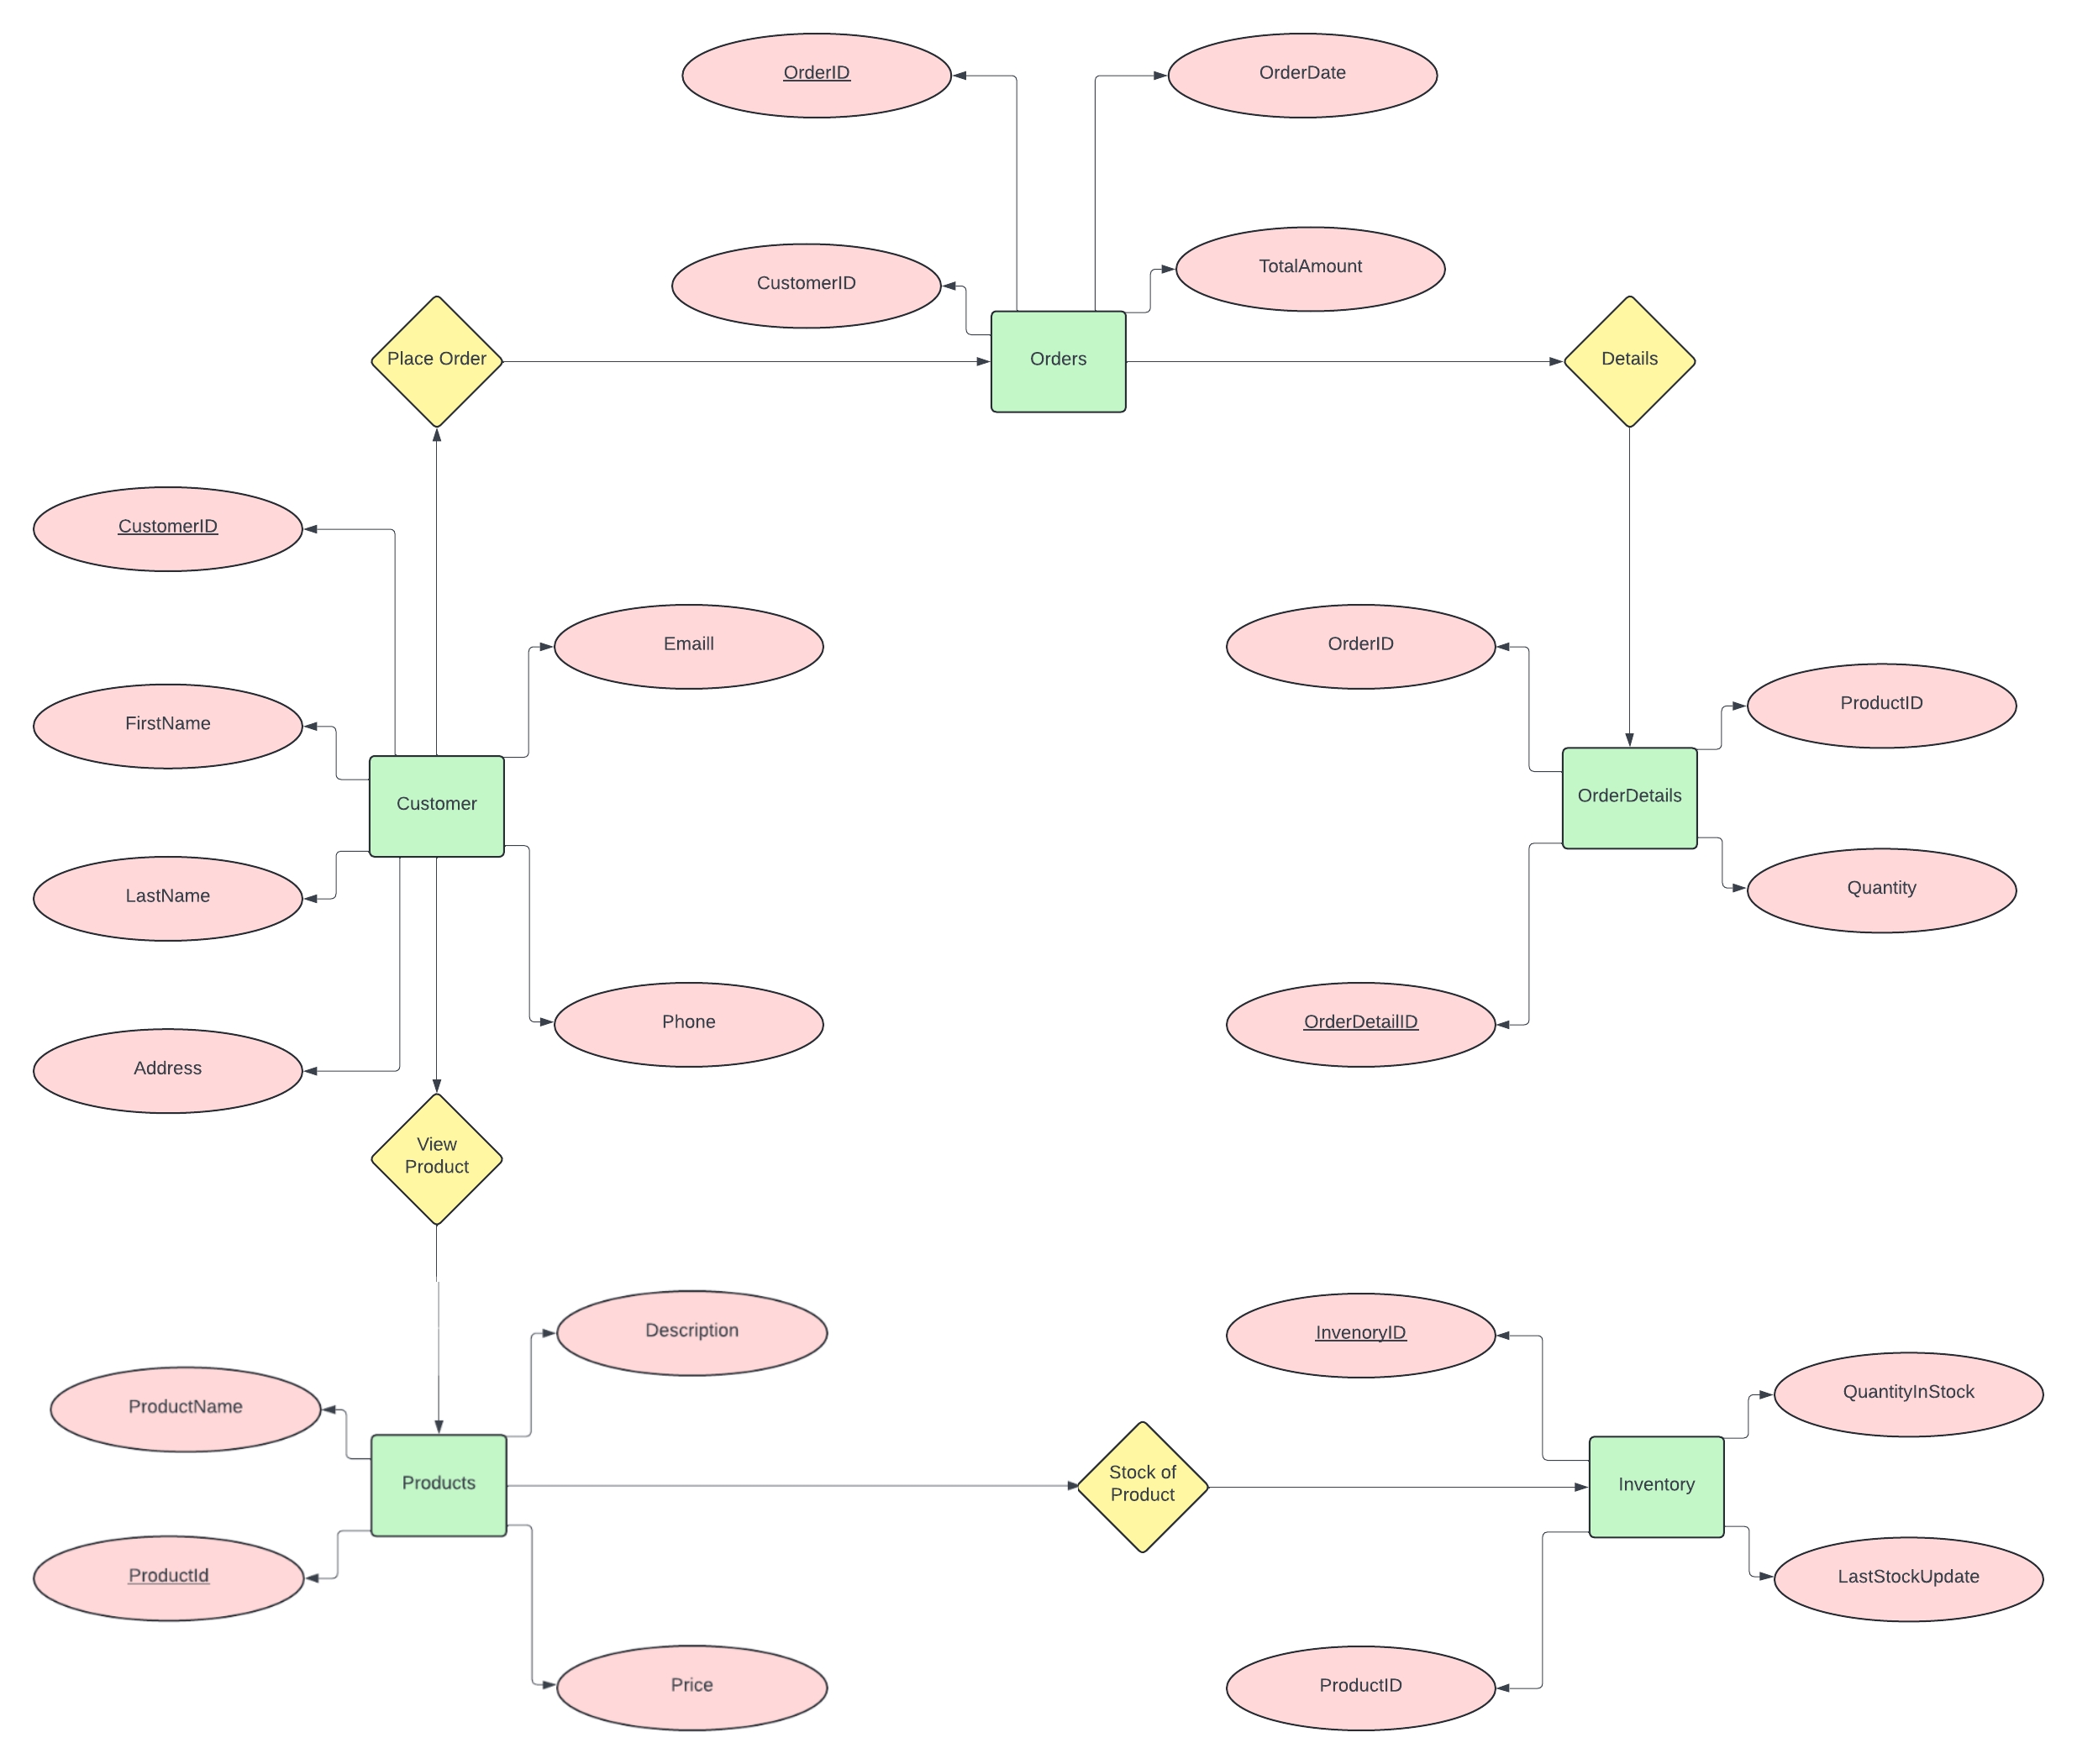 OrderID
OrderDate
CustomerID
TotalAmount
Place Order
Orders
Details
CustomerID
Emaill
OrderID
FirstName
ProductID
Customer
OrderDetails
LastName
Quantity
Address
Phone
OrderDetailID
View
Product
Description
InvenoryID
ProductName
QuantityInStock
Products
Stock of
Product
Inventory
ProductId
LastStockUpdate
Price
ProductID